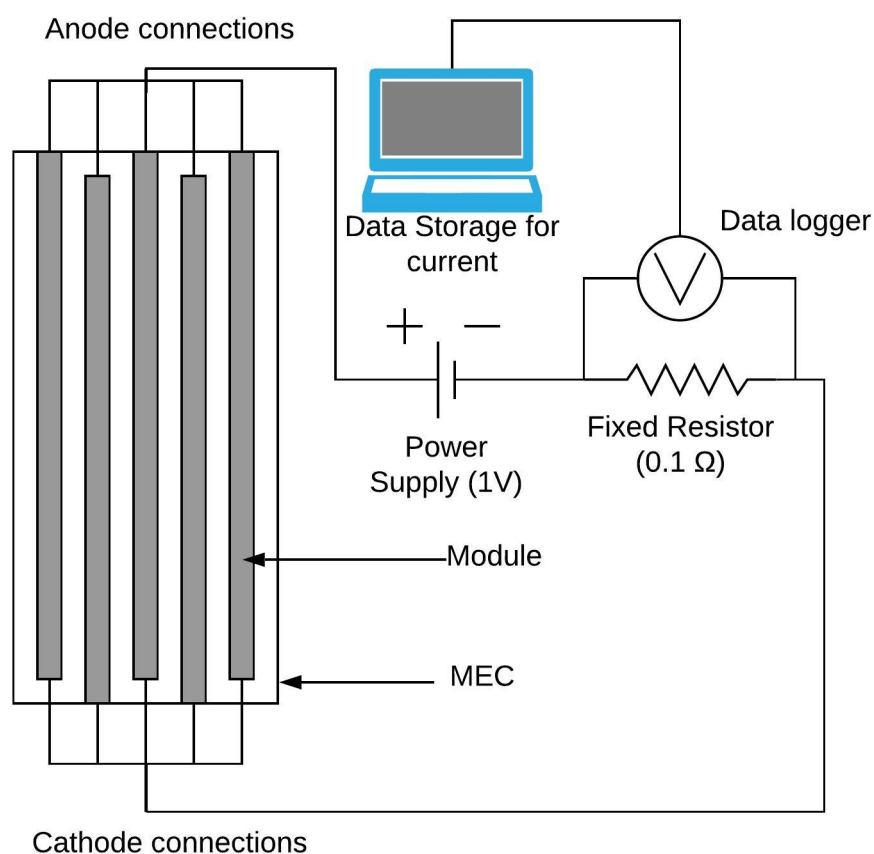 Anode connections
Data Storage for
current
Data logger
+ −
V
Power
Supply (1V)
Fixed Resistor
(0.1 Ω)
Module
MEC
Cathode connections